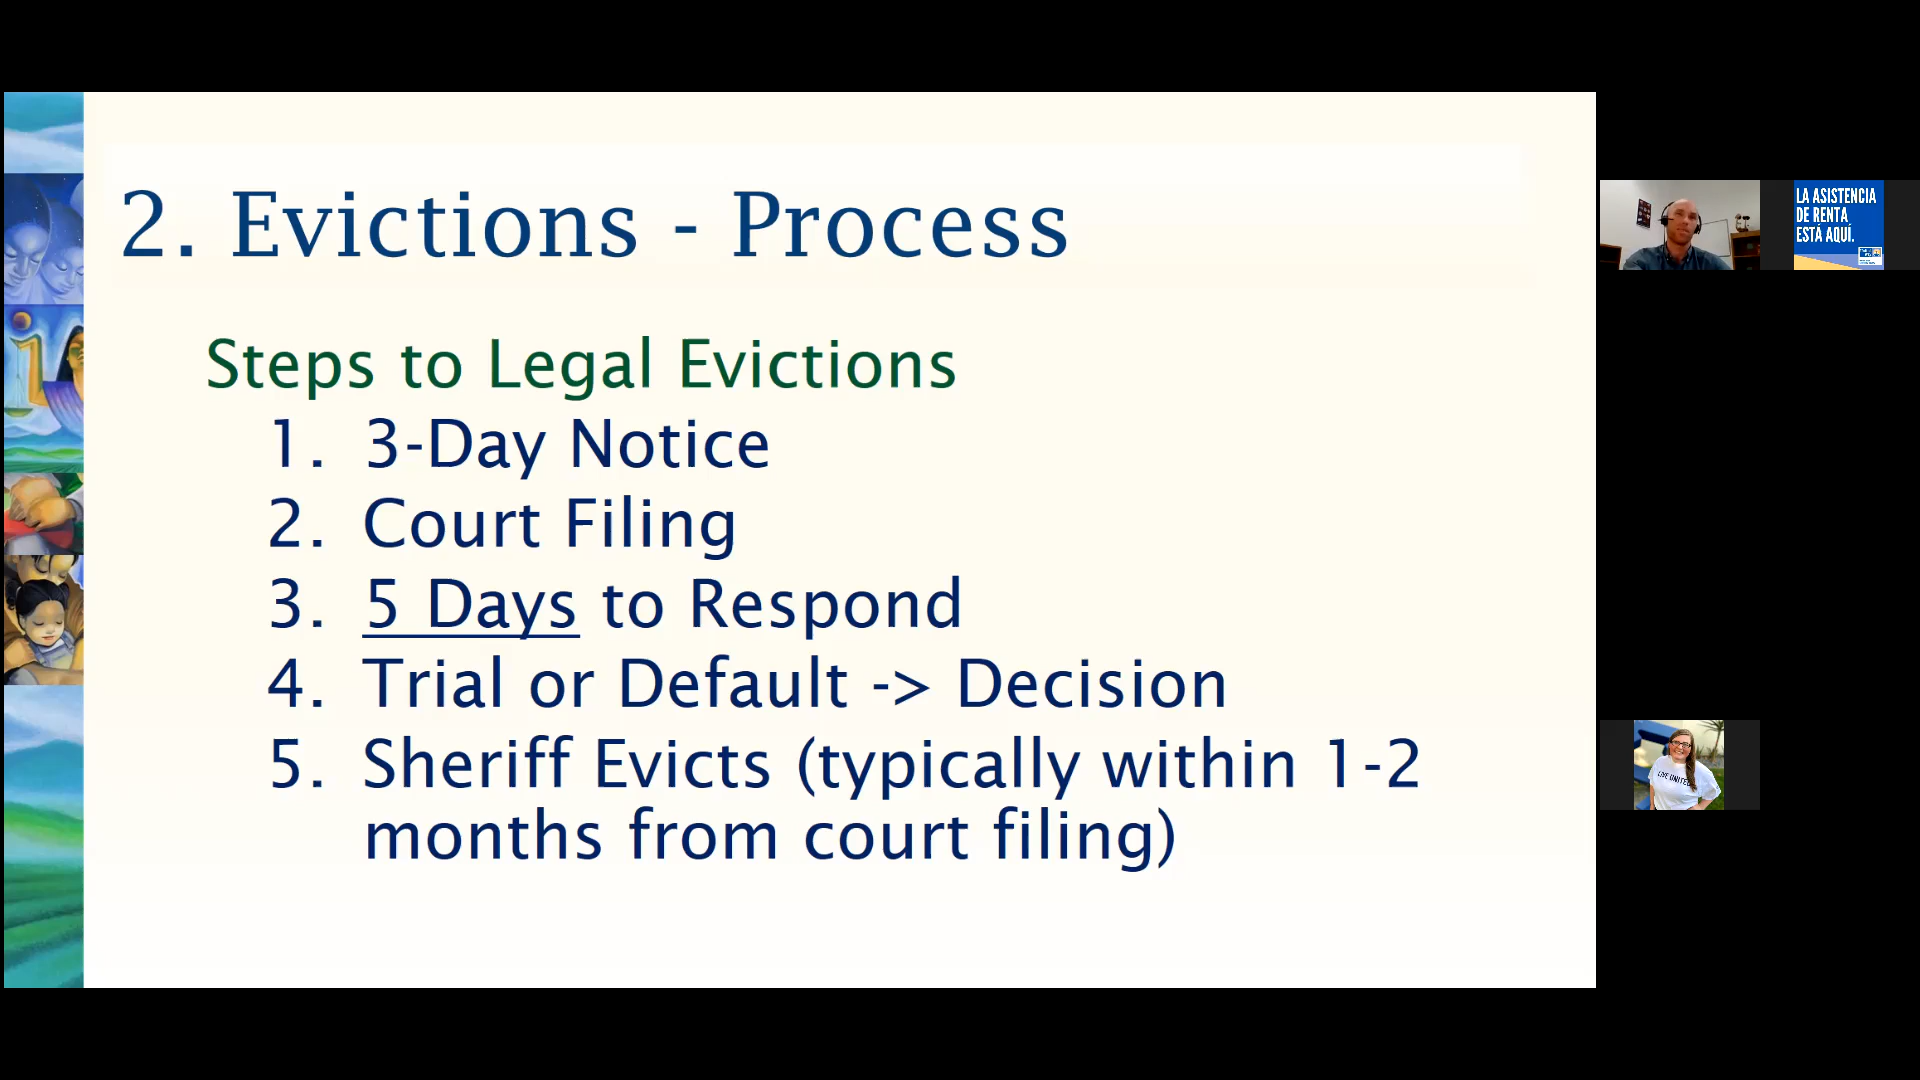 2. Evictions - Process
Steps to Legal Evictions
1. 3-Day Notice
2. Court Filing
3. 5 Days to Respond
4. Trial or Default -> Decision
5. Sheriff Evicts (typically within 1-2
months from court filing)
LA ASISTENCIA
DE RENTA
ESTÁ AQUÍ.
LIVE UNITED